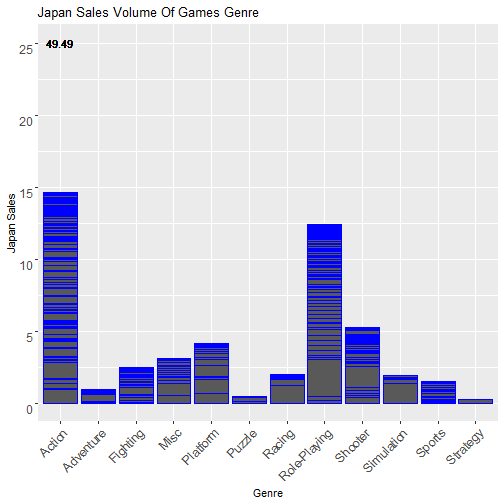 Japan Sales Volume Of Games Genre
49.49
25
20
15
10
5
0
Japan Sales
Action
Adventure
Fighting
Misc
Platform
Puzzle
Racing
Role-Playing
Shooter
Simulation
Sports
Strategy
Genre